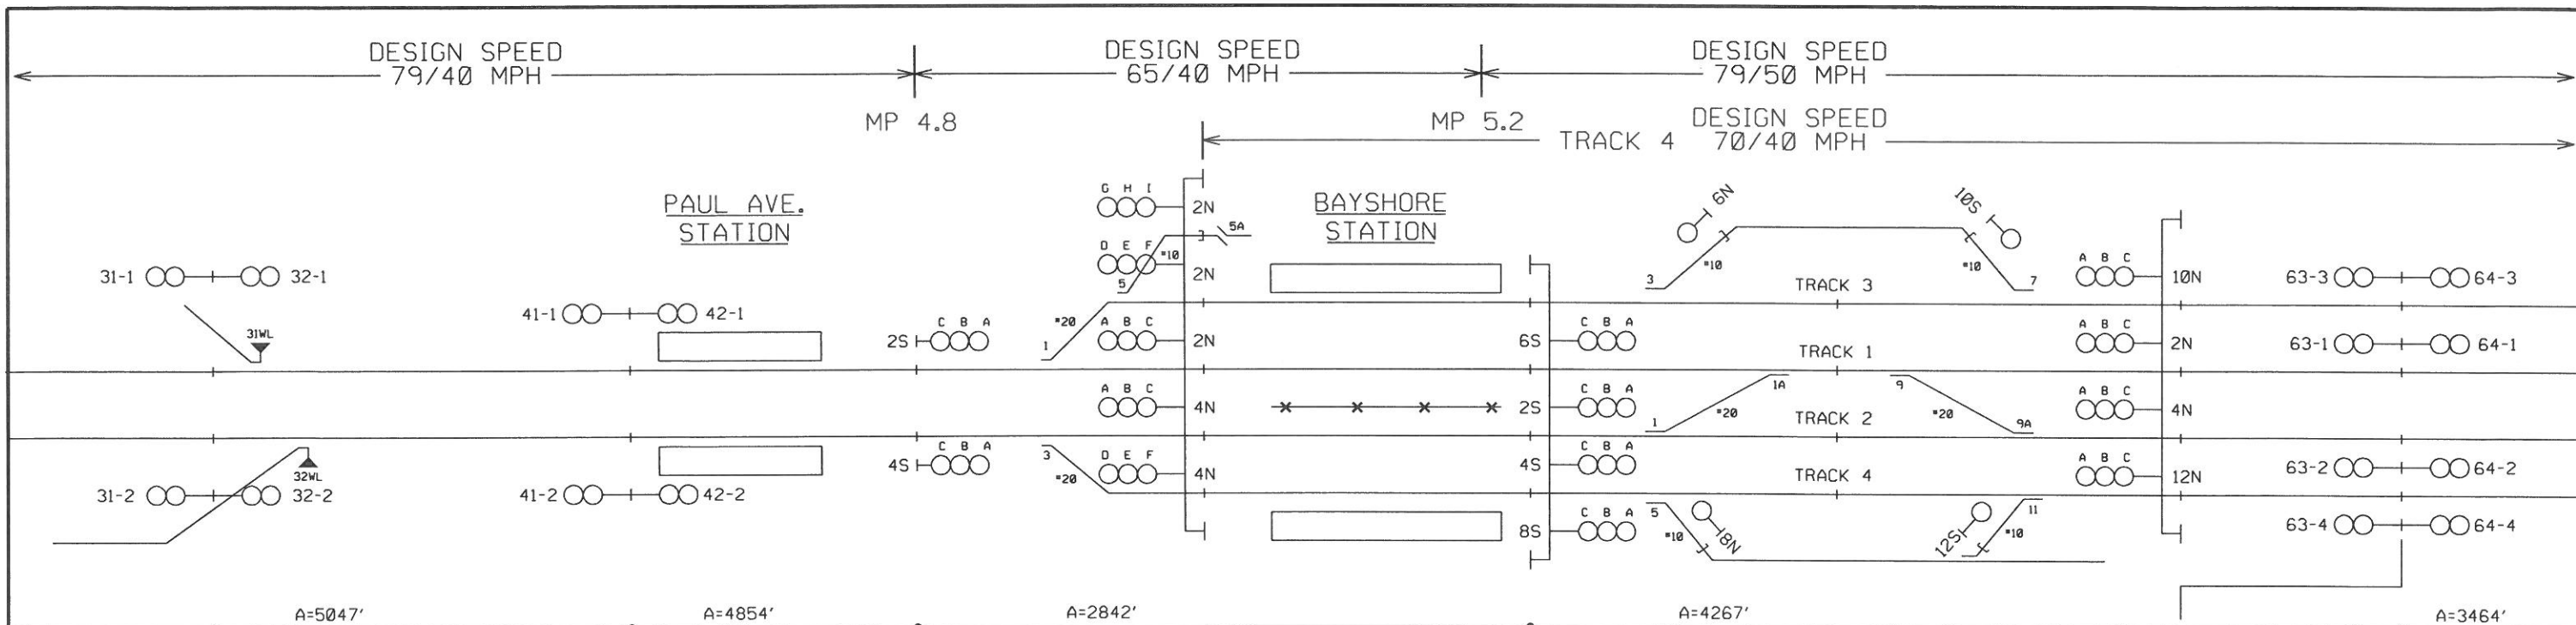 DESIGN SPEED
79/40 MPH
DESIGN SPEED
65/40 MPH
DESIGN SPEED
79/50 MPH
MP 4.8
MP 5.2
DESIGN SPEED
TRACK 4 70/40 MPH
PAUL AVE.
STATION
BAYSHORE
STATION
G H I
2N
5A
D E F
*10
2N
5
6N
10S
3
*10
*10
7
TRACK 3
A B C
10N
31-1
32-1
31WL
41-1
42-1
63-3
64-3
2S
C B A
*20
1
A B C
2N
6S
C B A
TRACK 1
A B C
2N
63-1
64-1
A B C
4N
2S
C B A
1A
9
1
*20
*20
9A
TRACK 2
A B C
4N
4S
C B A
3
*20
D E F
4N
4S
C B A
TRACK 4
A B C
12N
32WL
31-2
32-2
41-2
42-2
63-2
64-2
8S
C B A
5
*10
8N
12S
*10
11
63-4
64-4
A=5047'
A=4854'
A=2842'
A=4267'
A=3464'